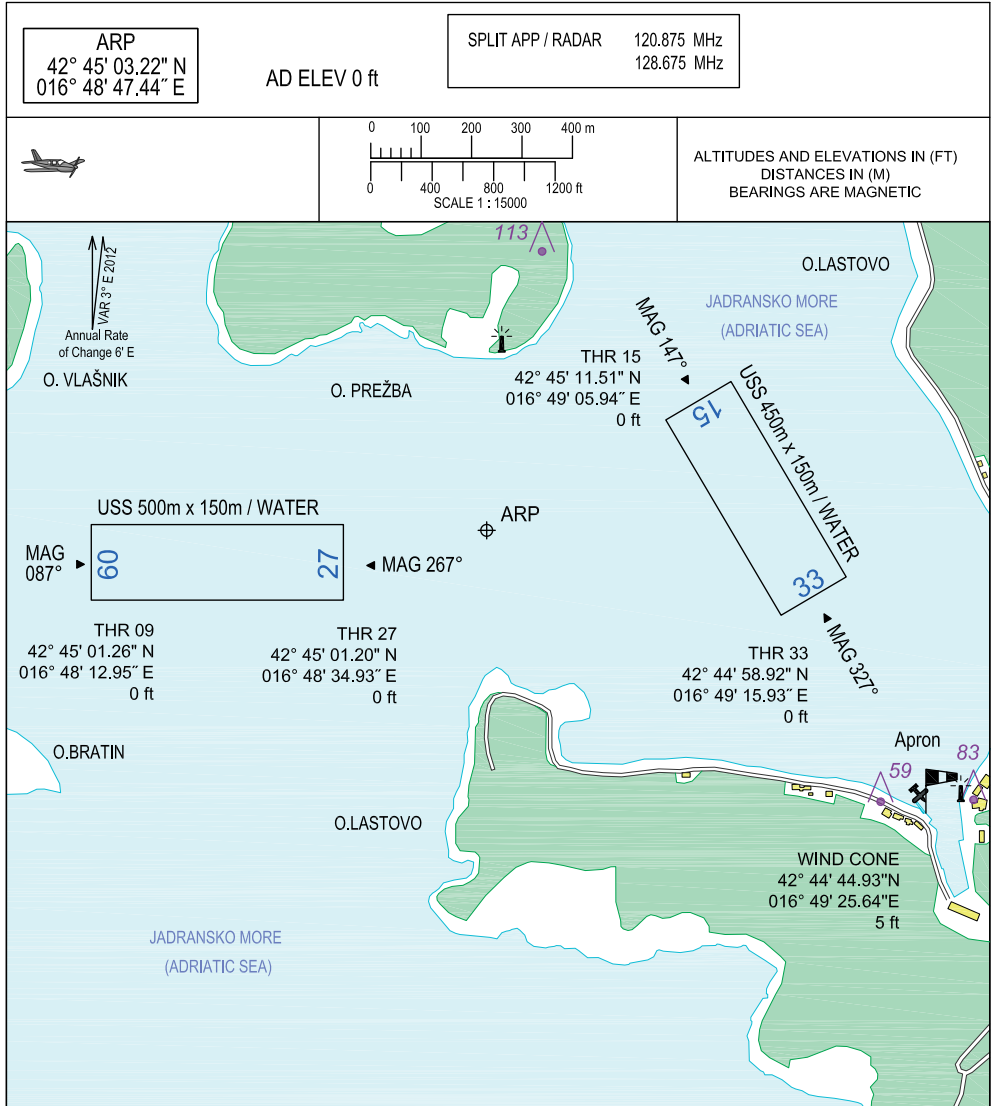 ARP
42° 45' 03.22" N
016° 48' 47.44˝ E
AD ELEV 0 ft
SPLIT APP / RADAR 120.875 MHz
128.675 MHz
0 100 200 300 400 m
0 400 800 1200 ft
SCALE 1 : 15000
ALTITUDES AND ELEVATIONS IN (FT)
DISTANCES IN (M)
BEARINGS ARE MAGNETIC
113
VAR 3° E 2012
Annual Rate
of Change 6' E
O. VLAŠNIK
O. PREŽBA
O.LASTOVO
JADRANSKO MORE
(ADRIATIC SEA)
MAG 147°
THR 15
42° 45' 11.51" N
016° 49' 05.94˝ E
0 ft
15
USS 450m x 150m / WATER
33
MAG 327°
USS 500m x 150m / WATER
ARP
MAG
087°
09
27
MAG 267°
THR 09
42° 45' 01.26" N
016° 48' 12.95˝ E
0 ft
THR 27
42° 45' 01.20" N
016° 48' 34.93˝ E
0 ft
THR 33
42° 44' 58.92" N
016° 49' 15.93˝ E
0 ft
O.BRATIN
Apron
59
83
O.LASTOVO
WIND CONE
42° 44' 44.93"N
016° 49' 25.64"E
5 ft
JADRANSKO MORE
(ADRIATIC SEA)